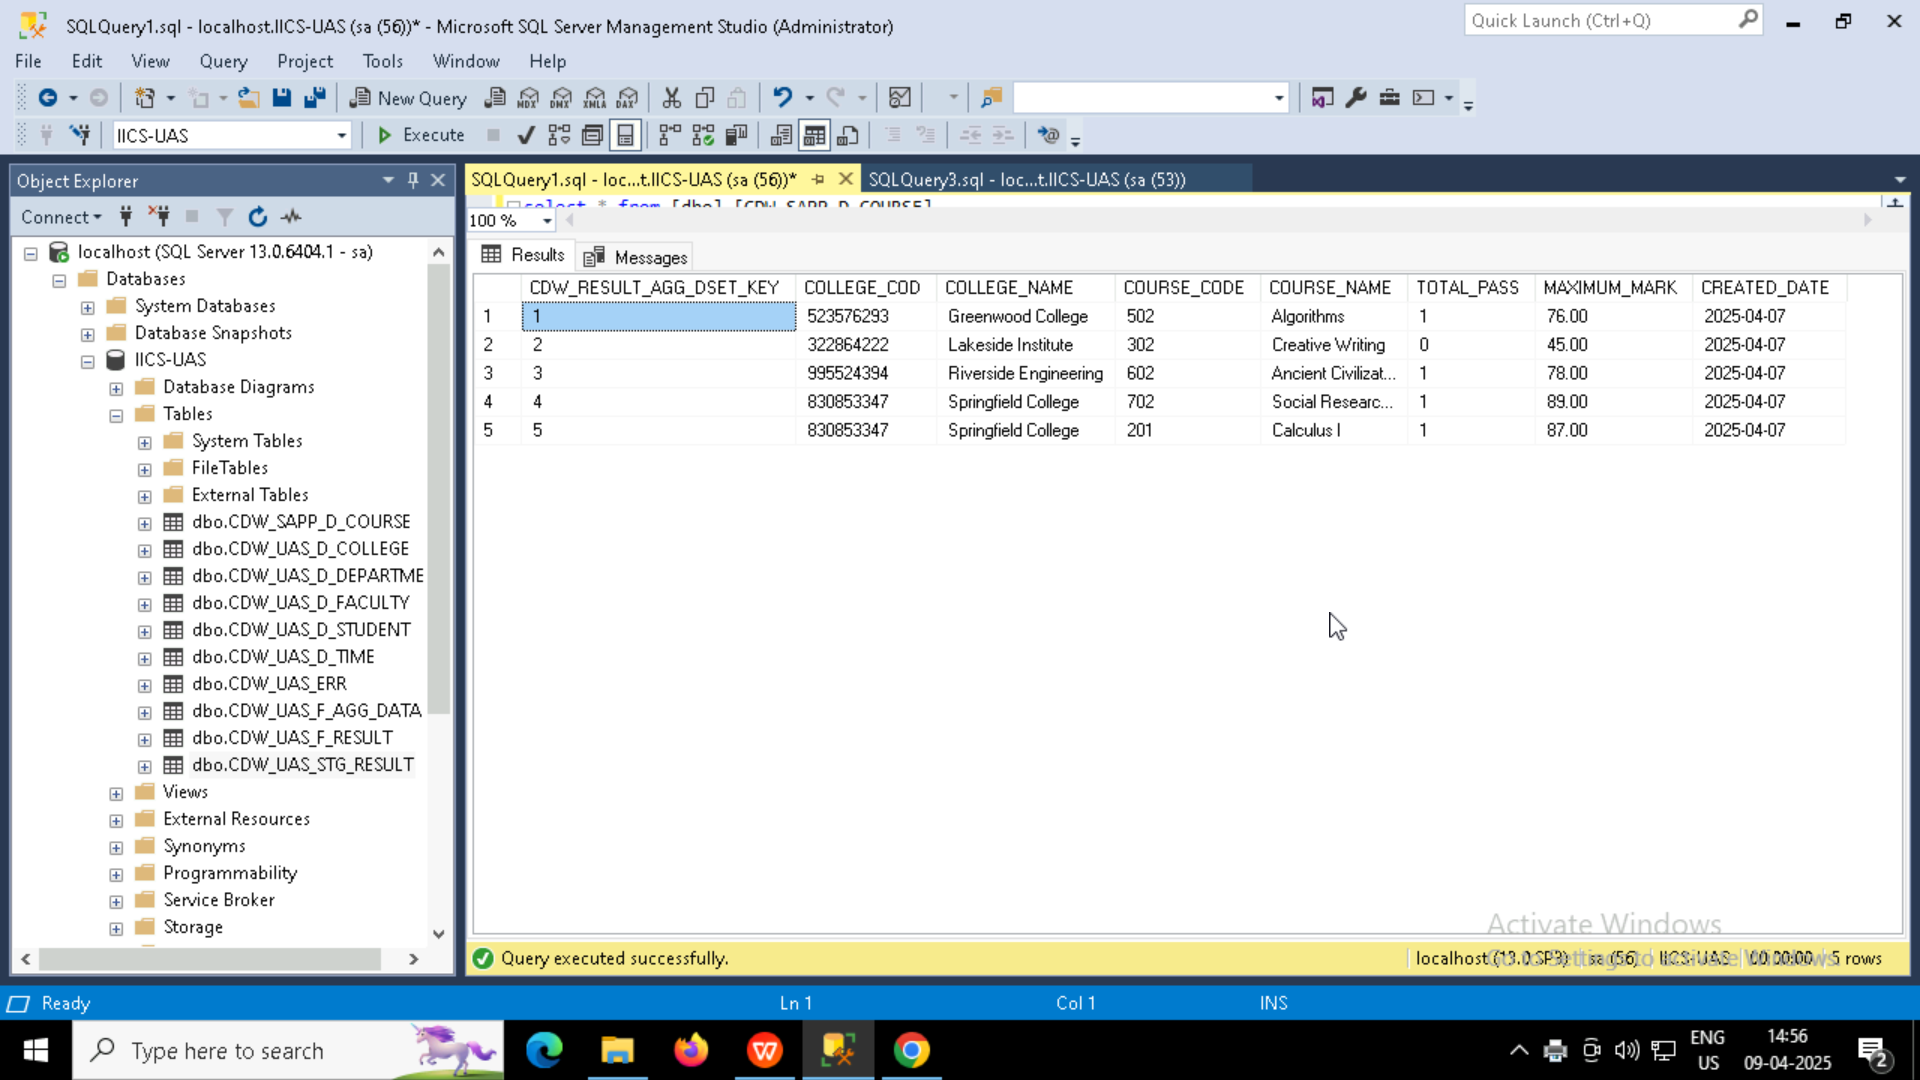 SQLQuery1.sql - localhost.IICS-UAS (sa (56))* - Microsoft SQL Server Management Studio (Administrator)
Quick Launch (Ctrl+Q)
File Edit View Query Project Tools Window Help
New Query MDX DMX XMLA DAX
IICS-UAS Execute
Object Explorer
SQLQuery1.sql - loc...t.IICS-UAS (sa (56))* SQLQuery3.sql - loc...t.IICS-UAS (sa (53))
select * from [dbo].[CDW_SAPP_D_COURSE]
Connect
100 %
Results Messages
localhost (SQL Server 13.0.6404.1 - sa)
Databases
System Databases
Database Snapshots
IICS-UAS
Database Diagrams
Tables
System Tables
FileTables
External Tables
dbo.CDW_SAPP_D_COURSE
dbo.CDW_UAS_D_COLLEGE
dbo.CDW_UAS_D_DEPARTME
dbo.CDW_UAS_D_FACULTY
dbo.CDW_UAS_D_STUDENT
dbo.CDW_UAS_D_TIME
dbo.CDW_UAS_ERR
dbo.CDW_UAS_F_AGG_DATA
dbo.CDW_UAS_F_RESULT
dbo.CDW_UAS_STG_RESULT
Views
External Resources
Synonyms
Programmability
Service Broker
Storage
CDW_RESULT_AGG_DSET_KEY COLLEGE_COD COLLEGE_NAME COURSE_CODE COURSE_NAME TOTAL_PASS MAXIMUM_MARK CREATED_DATE
1 1 523576293 Greenwood College 502 Algorithms 1 76.00 2025-04-07
2 2 322864222 Lakeside Institute 302 Creative Writing 0 45.00 2025-04-07
3 3 995524394 Riverside Engineering 602 Ancient Civilizat... 1 78.00 2025-04-07
4 4 830853347 Springfield College 702 Social Researc... 1 89.00 2025-04-07
5 5 830853347 Springfield College 201 Calculus I 1 87.00 2025-04-07
Activate Windows
Go to Settings to activate Windows.
Query executed successfully.
localhost (13.0 SP3) sa (56) IICS-UAS 00:00:00 5 rows
Ready Ln 1 Col 1 INS
Type here to search
ENG
US
14:56
09-04-2025
2